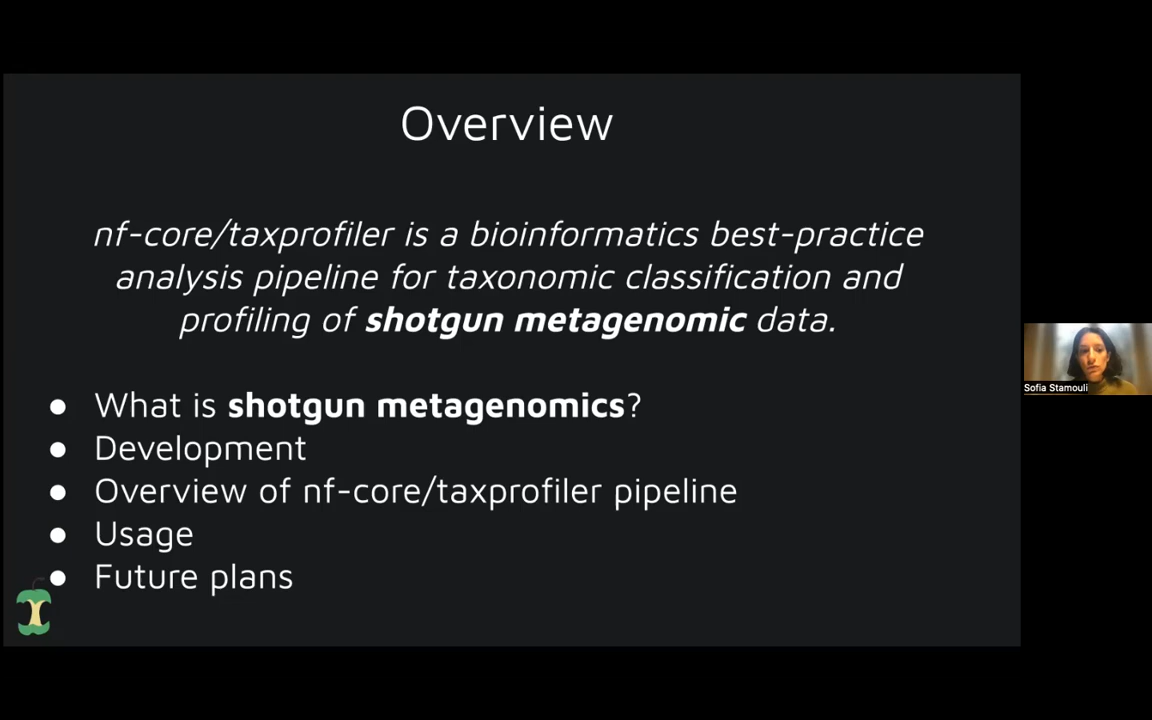 Overview
nf-core/taxprofiler is a bioinformatics best-practice
analysis pipeline for taxonomic classification and
profiling of shotgun metagenomic data.
● What is shotgun metagenomics?
● Development
● Overview of nf-core/taxprofiler pipeline
● Usage
● Future plans
Sofia Stamouli